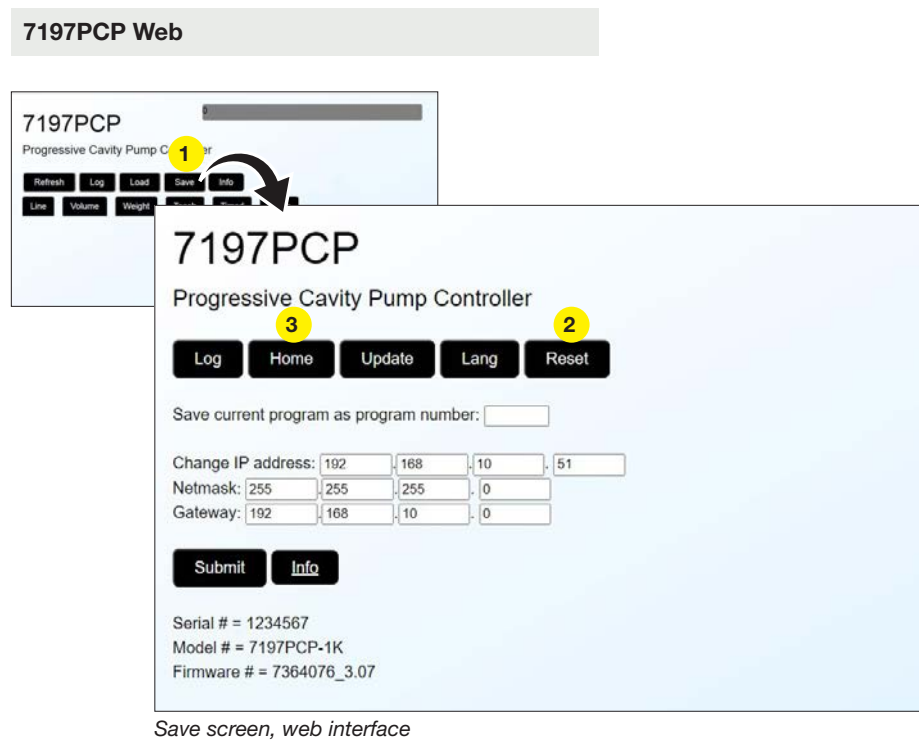 7197PCP Web
0
7197PCP
Progressive Cavity Pump
1
Refresh Log Load Save Info
Line Volume Weight
7197PCP
Progressive Cavity Pump Controller
3 2
Log Home Update Lang Reset
Save current program as program number:
Change IP address: 192 . 168 . 10 . 51
Netmask: 255 . 255 . 255 . 0
Gateway: 192 . 168 . 10 . 0
Submit Info
Serial # = 1234567
Model # = 7197PCP-1K
Firmware # = 7364076_3.07
Save screen, web interface